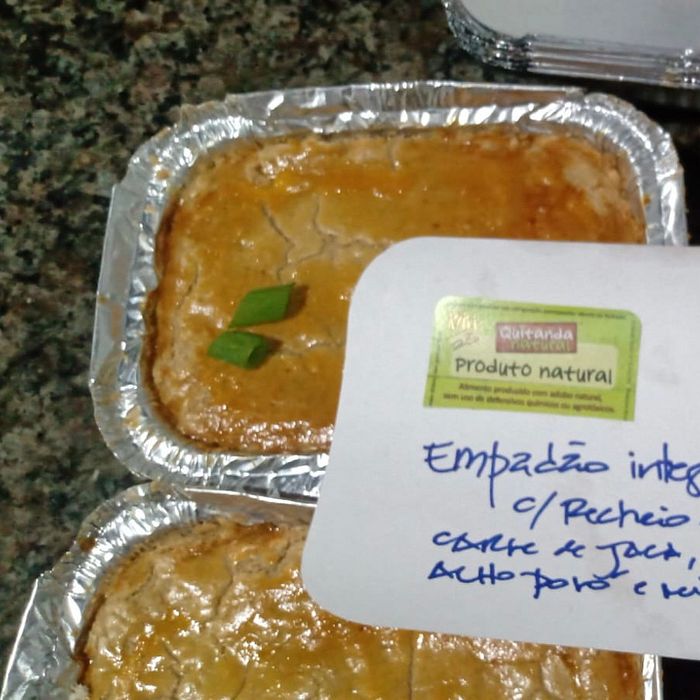 Quitanda
natural
Produto natural
Alimento produzido com adubo natural,
sem uso de defensivos químicos ou agrotóxicos.
Empadão integ
c/ Recheio
carne de jaca,
Alho poró e